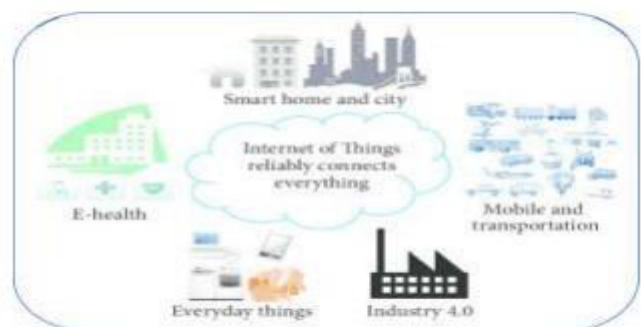 Smart home and city
Internet of Things
reliably connects
everything
E-health
Mobile and
transportation
Everyday things
Industry 4.0